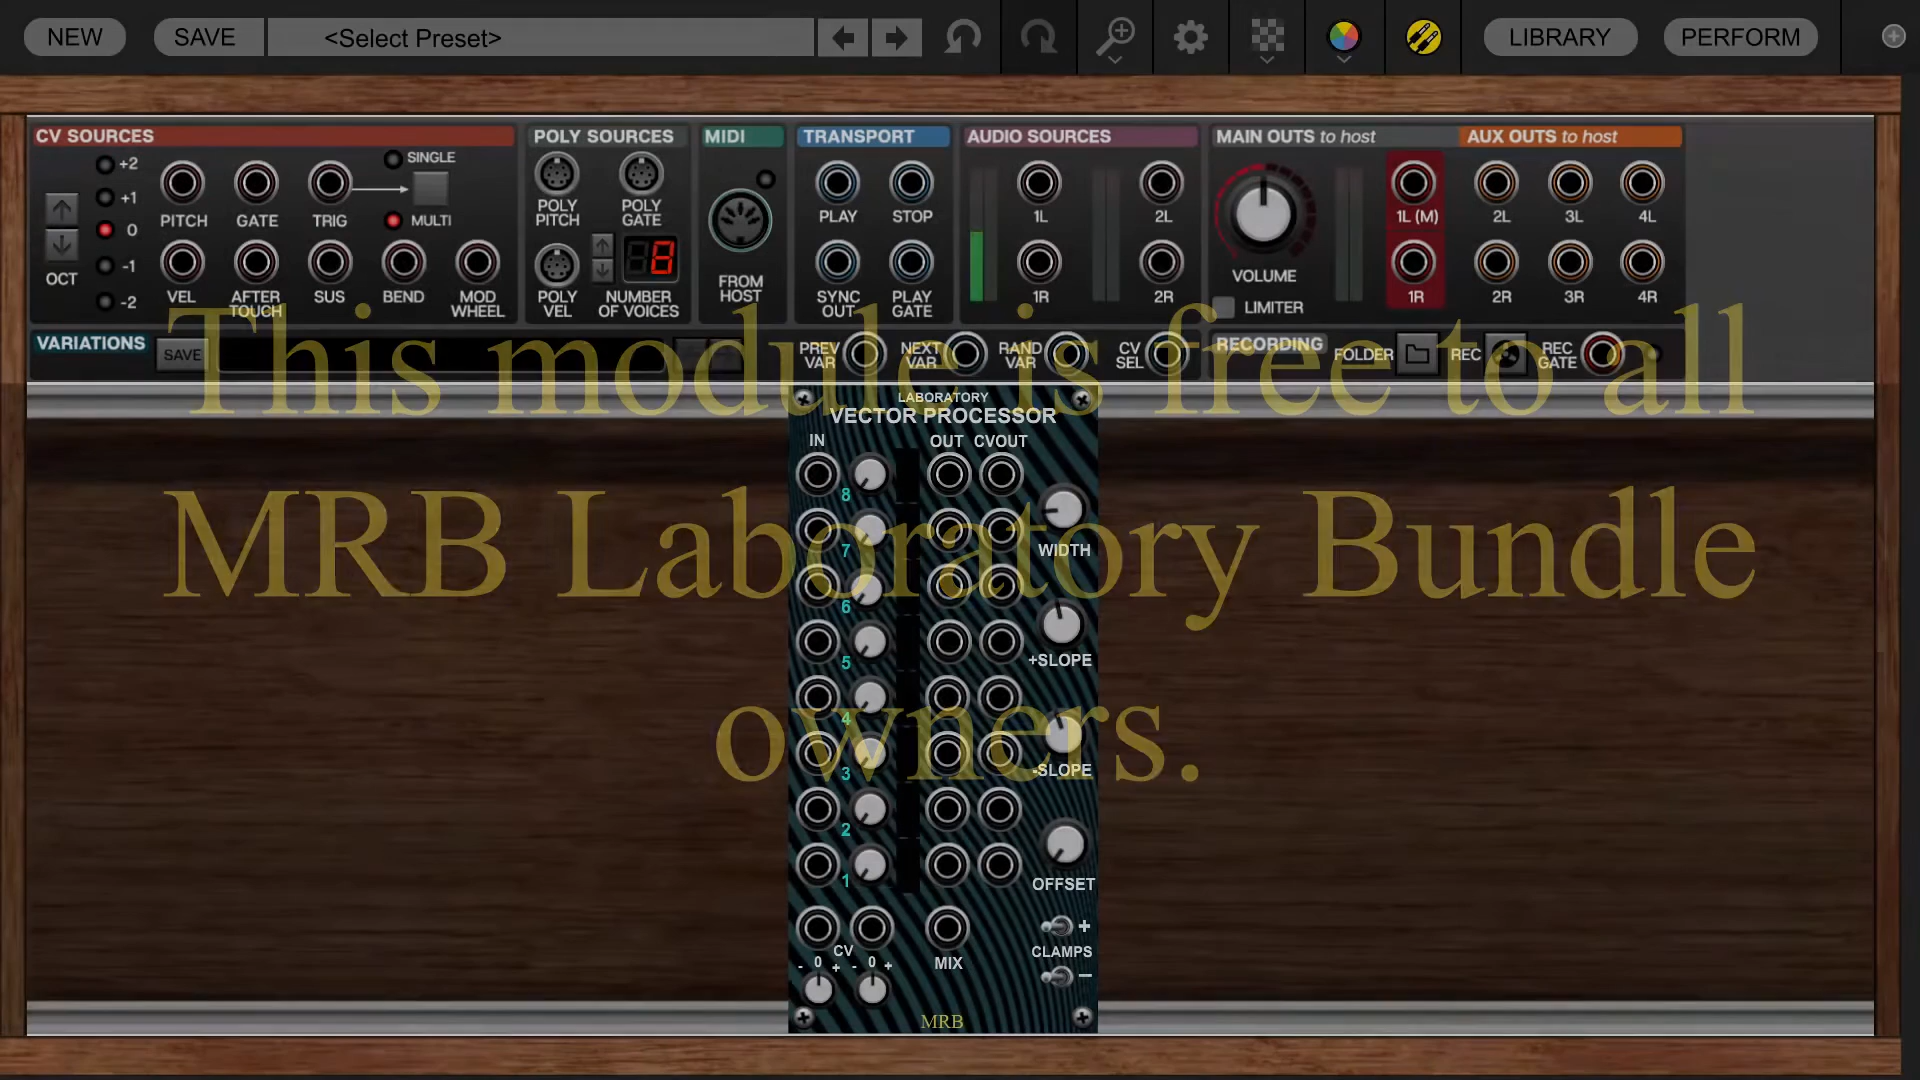 NEW SAVE <Select Preset> LIBRARY PERFORM
CV SOURCES POLY SOURCES MIDI TRANSPORT AUDIO SOURCES MAIN OUTS to host AUX OUTS to host
+2 SINGLE
+1
PITCH GATE TRIG MULTI POLY PITCH POLY GATE PLAY STOP 1L 2L 1L (M) 2L 3L 4L
0
-1
OCT
-2
VEL AFTER TOUCH SUS BEND MOD WHEEL POLY VEL 8 NUMBER OF VOICES FROM HOST SYNC OUT PLAY GATE 1R 2R VOLUME LIMITER 1R 2R 3R 4R
VARIATIONS SAVE PREV VAR NEXT VAR RAND VAR CV SEL RECORDING FOLDER REC REC GATE
This module is free to all
MRB Laboratory Bundle
owners.
LABORATORY
VECTOR PROCESSOR
IN OUT CVOUT
8
7 WIDTH
6
5 +SLOPE
4
3 -SLOPE
2
1 OFFSET
+
CV CLAMPS
- 0 + - 0 + MIX
−
MRB